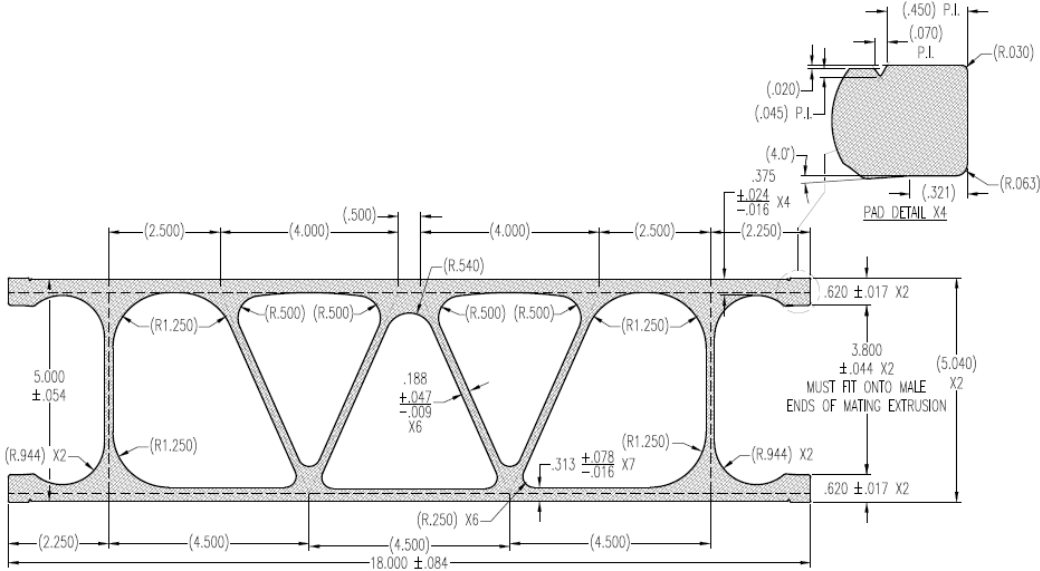 (.450) P.I.
(.070)
P.I.
(R.030)
(.020)
(.045) P.I.
(4.0°)
.375
+.024
-.016 X4
(.321)
(R.063)
PAD DETAIL X4
(.500)
(2.500)
(4.000)
(4.000)
(2.500)
(2.250)
(R.540)
.620 ±.017 X2
(R1.250)
(R.500) (R.500)
(R.500) (R.500)
(R1.250)
5.000
±.054
.188
+.047
-.009
X6
3.800
±.044 X2
MUST FIT ONTO MALE
ENDS OF MATING EXTRUSION
(5.040)
X2
(R.944) X2
(R1.250)
(R1.250)
(R.944) X2
.313 +.078
-.016 X7
.620 ±.017 X2
(R.250) X6
(2.250)
(4.500)
(4.500)
(4.500)
18.000 ±.084